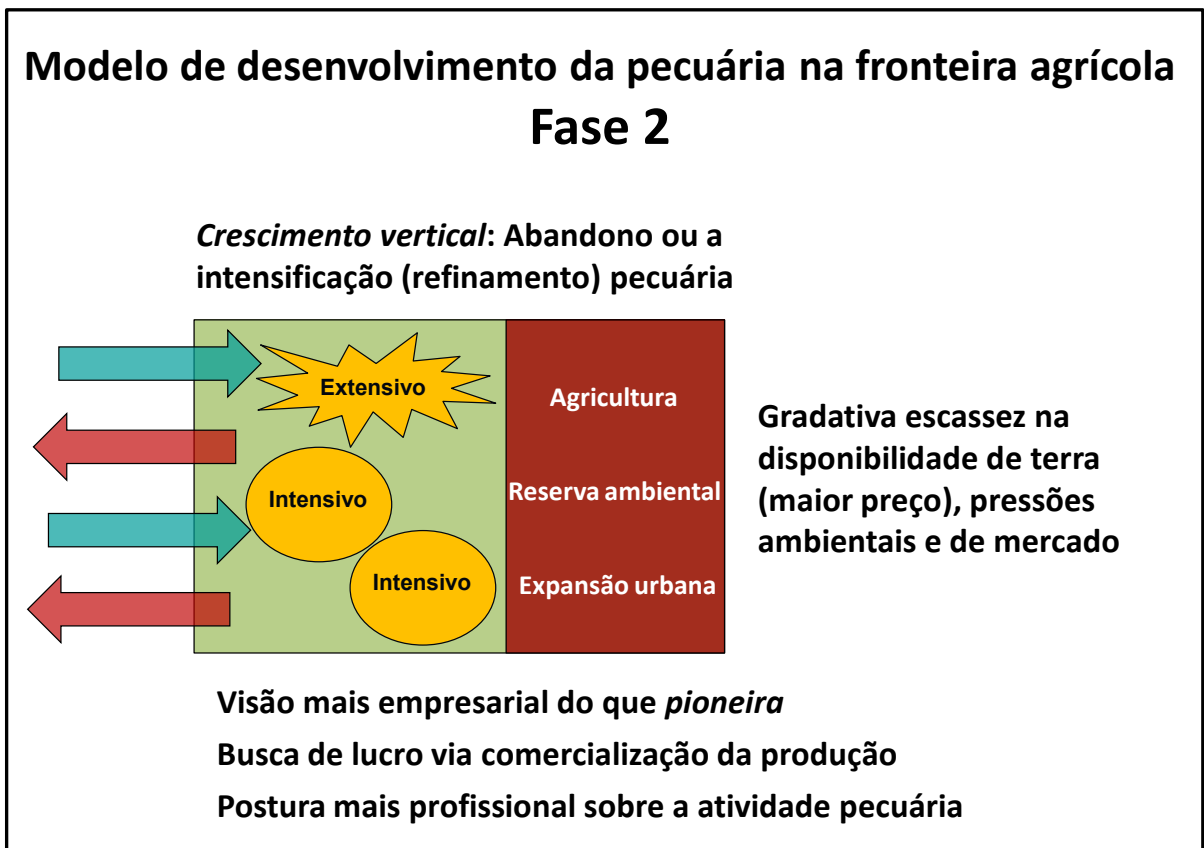 Modelo de desenvolvimento da pecuária na fronteira agrícola
Fase 2
Crescimento vertical: Abandono ou a
intensificação (refinamento) pecuária
Extensivo
Intensivo
Intensivo
Agricultura
Reserva ambiental
Expansão urbana
Gradativa escassez na
disponibilidade de terra
(maior preço), pressões
ambientais e de mercado
Visão mais empresarial do que pioneira
Busca de lucro via comercialização da produção
Postura mais profissional sobre a atividade pecuária